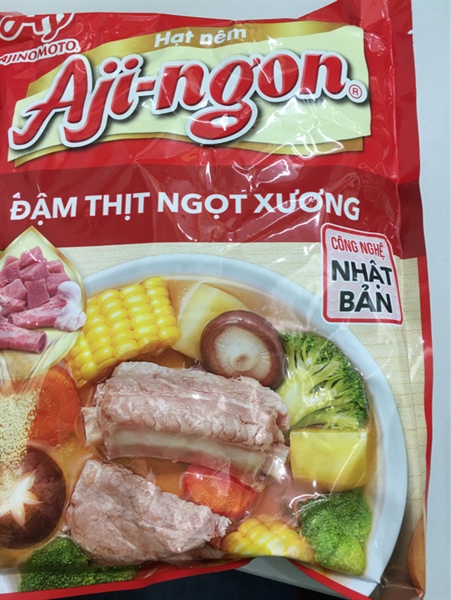 AJINOMOTO
Hạt nêm
Aji-ngon®
ĐẬM THỊT NGỌT XƯƠNG
CÔNG NGHỆ
NHẬT
BẢN